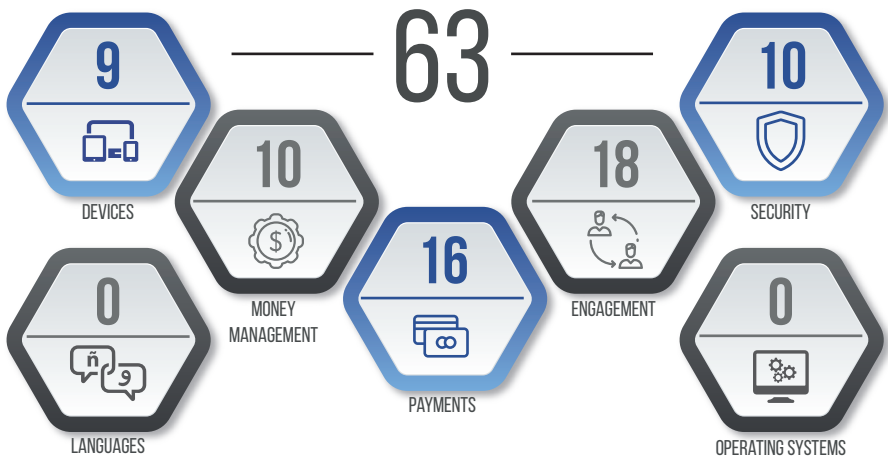 63
9
DEVICES
10
MONEY
MANAGEMENT
16
PAYMENTS
18
ENGAGEMENT
10
SECURITY
0
ñ
و
LANGUAGES
0
OPERATING SYSTEMS
$